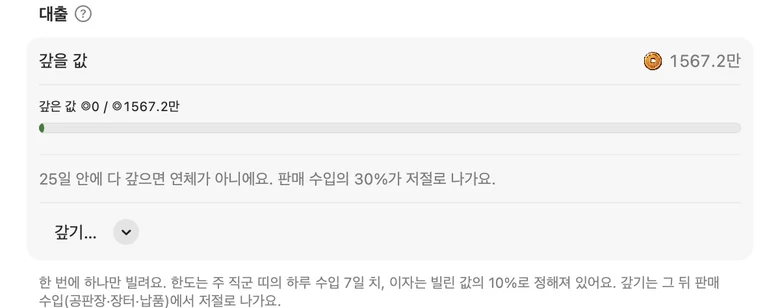 대출 ?
갚을 값 1567.2만
갚은 값 ◎0 / ◎1567.2만
25일 안에 다 갚으면 연체가 아니에요. 판매 수입의 30%가 저절로 나가요.
갚기...
한 번에 하나만 빌려요. 한도는 주 직군 띠의 하루 수입 7일 치, 이자는 빌린 값의 10%로 정해져 있어요. 갚기는 그 뒤 판매
수입(공판장·장터·납품)에서 저절로 나가요.